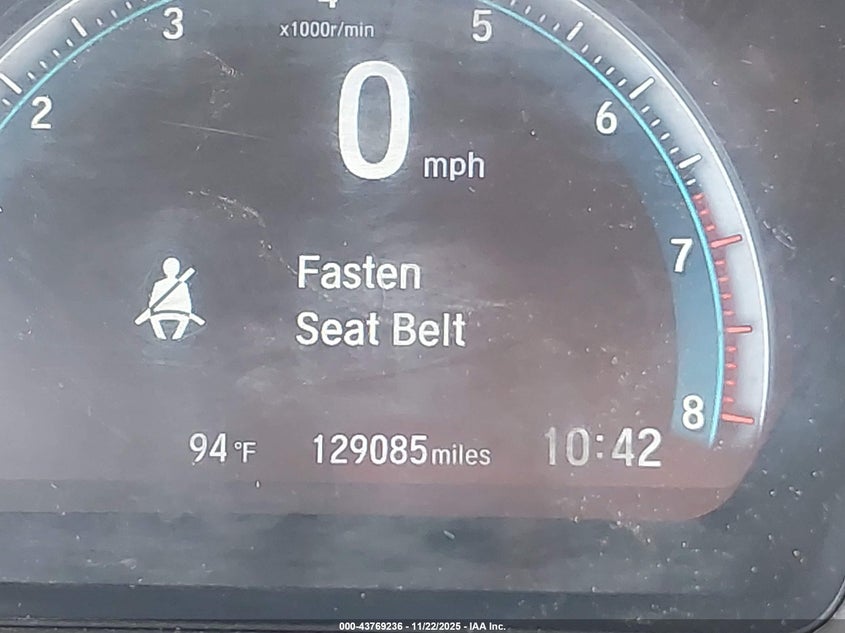 3
x1000r/min
5
2
0 mph
6
Fasten
7
Seat Belt
8
94 °F 129085 miles 10:42
000-43769236 - 11/22/2025 - IAA Inc.